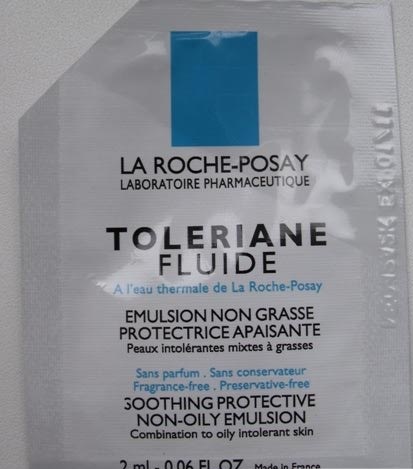 LA ROCHE-POSAY
LABORATOIRE PHARMACEUTIQUE
TOLERIANE
FLUIDE
A l'eau thermale de La Roche-Posay
EMULSION NON GRASSE
PROTECTRICE APAISANTE
Peaux intolérantes mixtes à grasses
Sans parfum . Sans conservateur
Fragrance-free . Preservative-free
SOOTHING PROTECTIVE
NON-OILY EMULSION
Combination to oily intolerant skin
2 ml - 0.06 FL.OZ Made in France